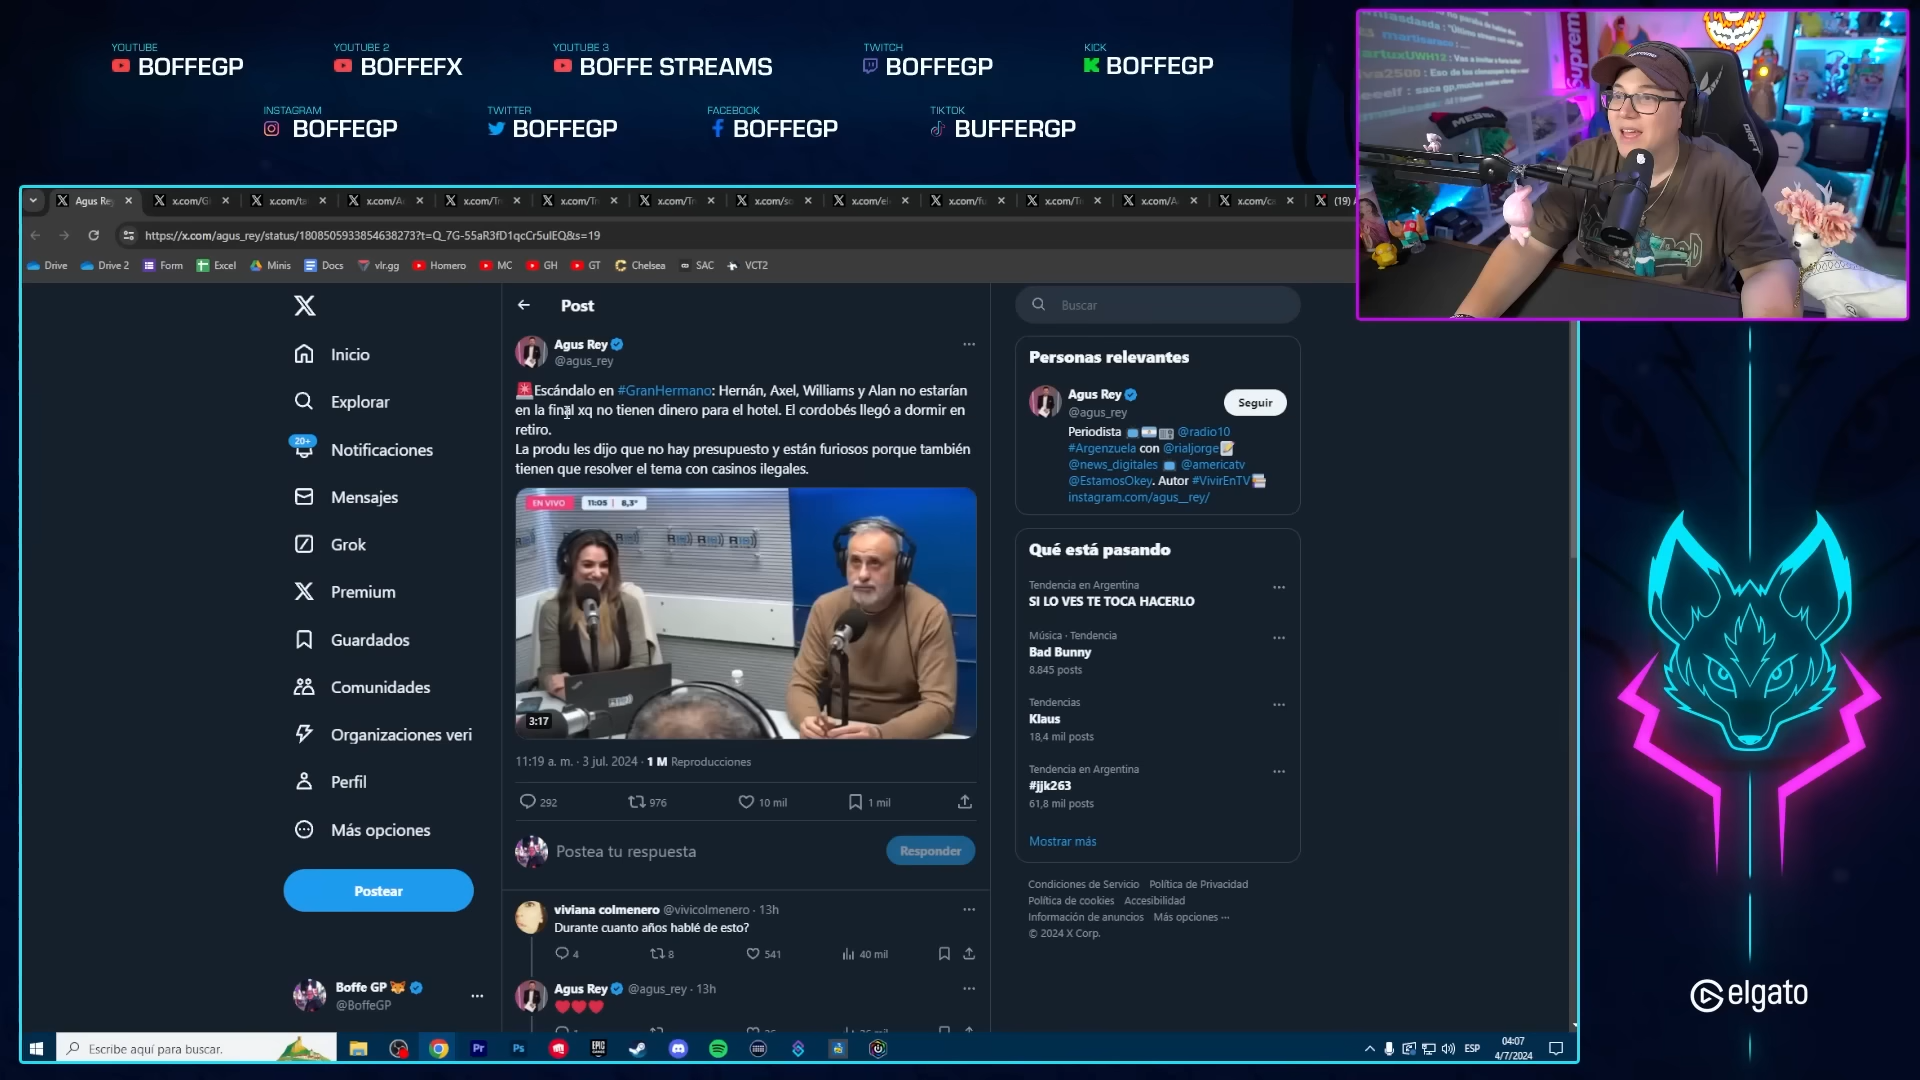 YOUTUBE
BOFFEGP
YOUTUBE 2
BOFFEFX
YOUTUBE 3
BOFFE STREAMS
TWITCH
BOFFEGP
KICK
BOFFEGP
INSTAGRAM
BOFFEGP
TWITTER
BOFFEGP
FACEBOOK
BOFFEGP
TIKTOK
BUFFERGP
Supreme
Agus Rey
https://x.com/agus_rey/status/1808505933854638273?t=Q_7G-55aR3fD1qcCr5ulEQ&s=19
Drive
Drive 2
Form
Excel
Minis
Docs
vlr.gg
Homero
MC
GH
GT
Chelsea
SAC
VCT2
Inicio
Explorar
20+
Notificaciones
Mensajes
Grok
Premium
Guardados
Comunidades
Organizaciones veri
Perfil
Más opciones
Postear
Boffe GP
@BoffeGP
Post
Agus Rey
@agus_rey
🚨Escándalo en #GranHermano: Hernán, Axel, Williams y Alan no estarían
en la final xq no tienen dinero para el hotel. El cordobés llegó a dormir en
retiro.
La produ les dijo que no hay presupuesto y están furiosos porque también
tienen que resolver el tema con casinos ilegales.
EN VIVO 11:05 | 8,3°
3:17
11:19 a. m. · 3 jul. 2024 · 1 M Reproducciones
292
976
10 mil
1 mil
Postea tu respuesta
Responder
viviana colmenero @vivicolmenero · 13h
Durante cuanto años hablé de esto?
4
8
541
40 mil
Agus Rey @agus_rey · 13h
❤️❤️❤️
Buscar
Personas relevantes
Agus Rey
@agus_rey
Seguir
Periodista @radio10
#Argenzuela con @rialjorge
@news_digitales @americatv
@EstamosOkey. Autor #VivirEnTV
instagram.com/agus__rey/
Qué está pasando
Tendencia en Argentina
SI LO VES TE TOCA HACERLO
Música · Tendencia
Bad Bunny
8.845 posts
Tendencias
Klaus
18,4 mil posts
Tendencia en Argentina
#jjk263
61,8 mil posts
Mostrar más
Condiciones de Servicio Política de Privacidad
Política de cookies Accesibilidad
Información de anuncios Más opciones ···
© 2024 X Corp.
elgato
Escribe aquí para buscar.
Pr
Ps
EPIC
ESP
04:07
4/7/2024